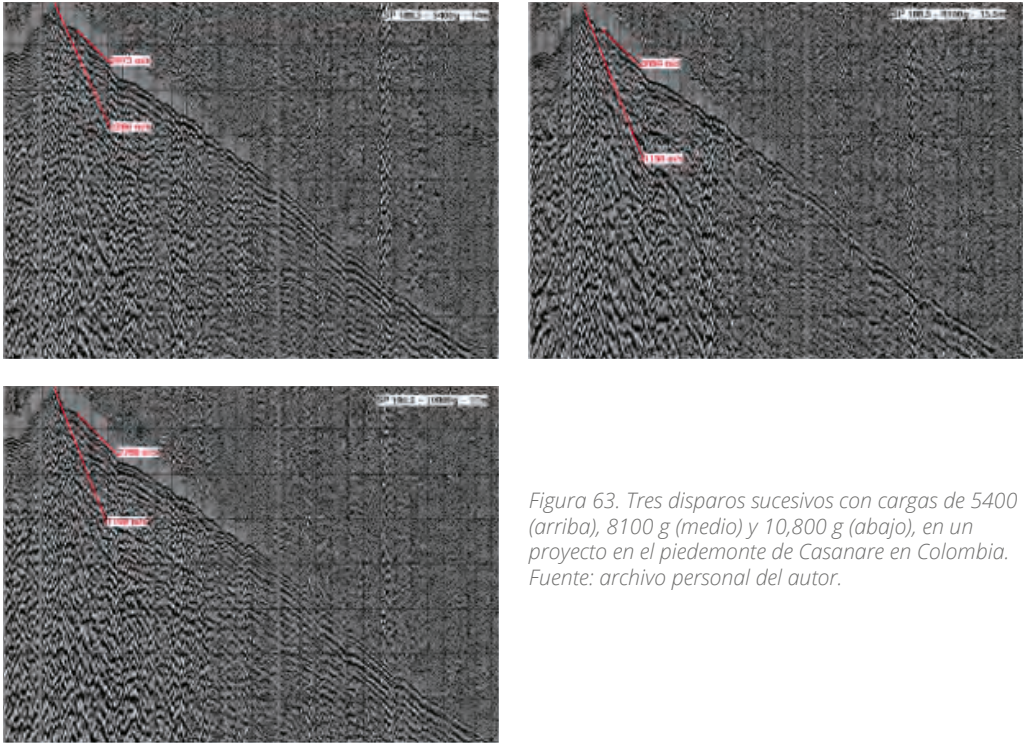 Figura 63. Tres disparos sucesivos con cargas de 5400
(arriba), 8100 g (medio) y 10,800 g (abajo), en un
proyecto en el piedemonte de Casanare en Colombia.
Fuente: archivo personal del autor.